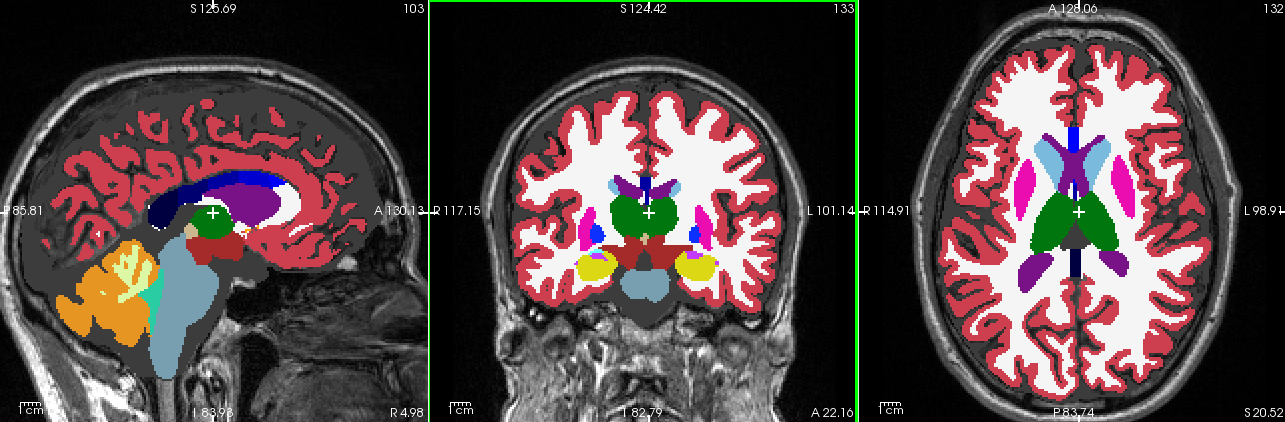 S 125.69
103
P 85.81
A 130.13
1 cm
I 83.93
R 4.98
S 124.42
133
R 117.15
L 101.14
1 cm
I 82.79
A 22.16
A 128.06
132
R 114.91
L 98.91
1 cm
P 83.74
S 20.52